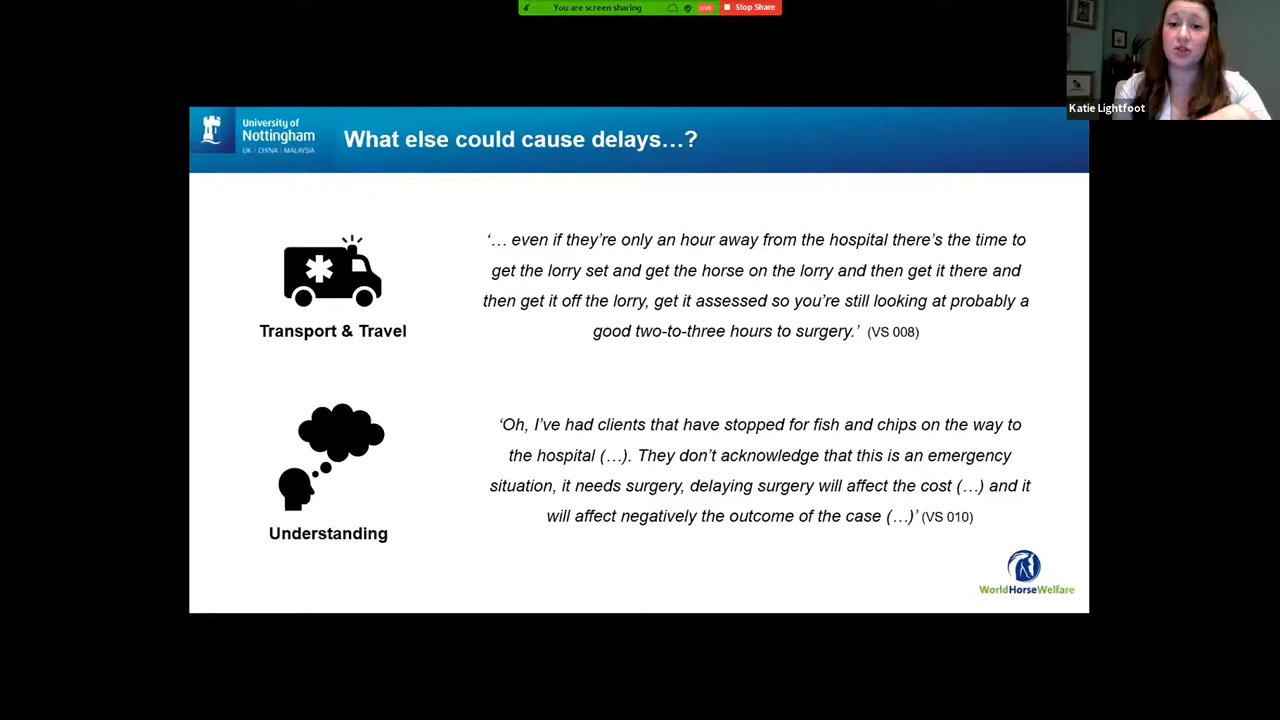 You are screen sharing
LIVE
Stop Share
Katie Lightfoot
University of
Nottingham
UK | CHINA | MALAYSIA
What else could cause delays…?
‘… even if they’re only an hour away from the hospital there’s the time to
get the lorry set and get the horse on the lorry and then get it there and
then get it off the lorry, get it assessed so you’re still looking at probably a
good two-to-three hours to surgery.’ (VS 008)
Transport & Travel
‘Oh, I’ve had clients that have stopped for fish and chips on the way to
the hospital (…). They don’t acknowledge that this is an emergency
situation, it needs surgery, delaying surgery will affect the cost (…) and it
will affect negatively the outcome of the case (…)’ (VS 010)
Understanding
WorldHorseWelfare